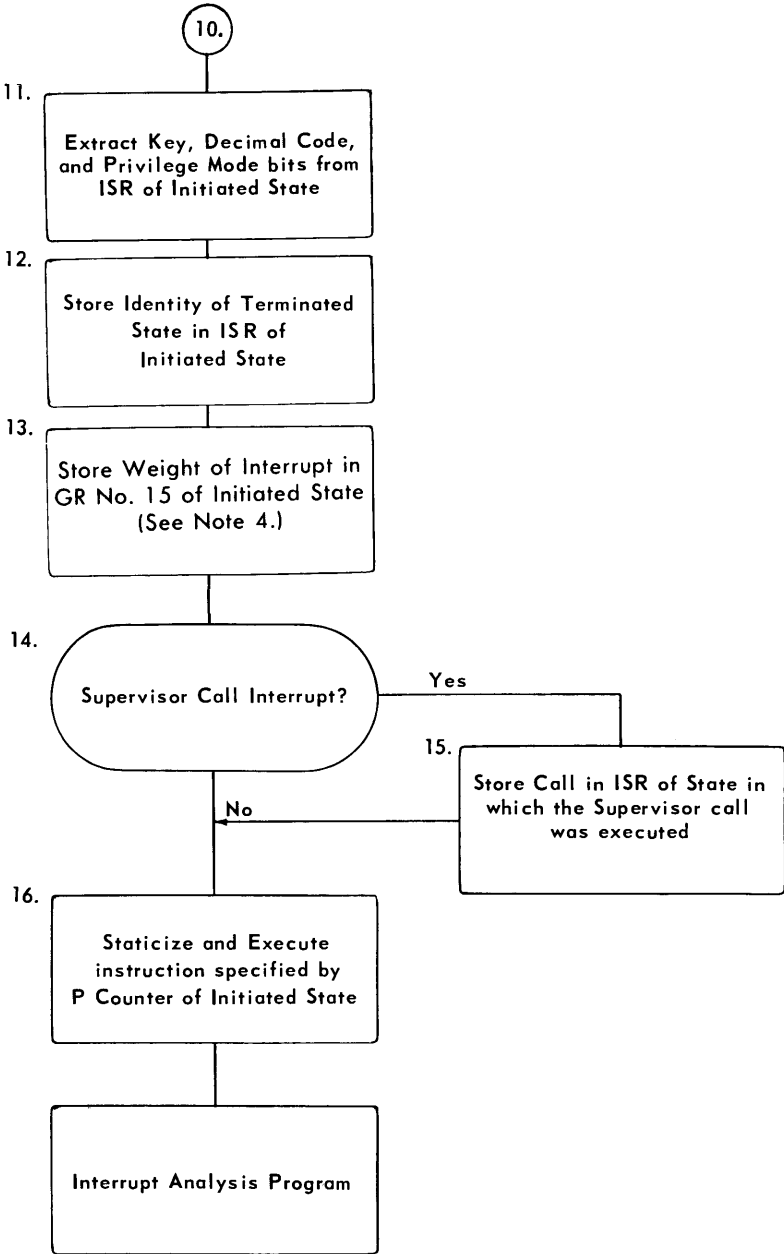 10.
11.
Extract Key, Decimal Code,
and Privilege Mode bits from
ISR of Initiated State
12.
Store Identity of Terminated
State in ISR of
Initiated State
13.
Store Weight of Interrupt in
GR No. 15 of Initiated State
(See Note 4.)
14.
Supervisor Call Interrupt?
Yes
15.
Store Call in ISR of State in
which the Supervisor call
was executed
No
16.
Staticize and Execute
instruction specified by
P Counter of Initiated State
Interrupt Analysis Program